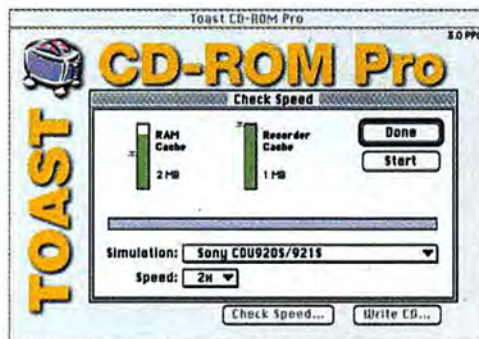 Toast CD-ROM Pro
3.0 PPC
CD-ROM Pro
TOAST
Check Speed
RAM Cache
2 MB
Recorder Cache
1 MB
Done
Start
Simulation: Sony CDU920S/921S
Speed: 2X
Check Speed...
Write CD...